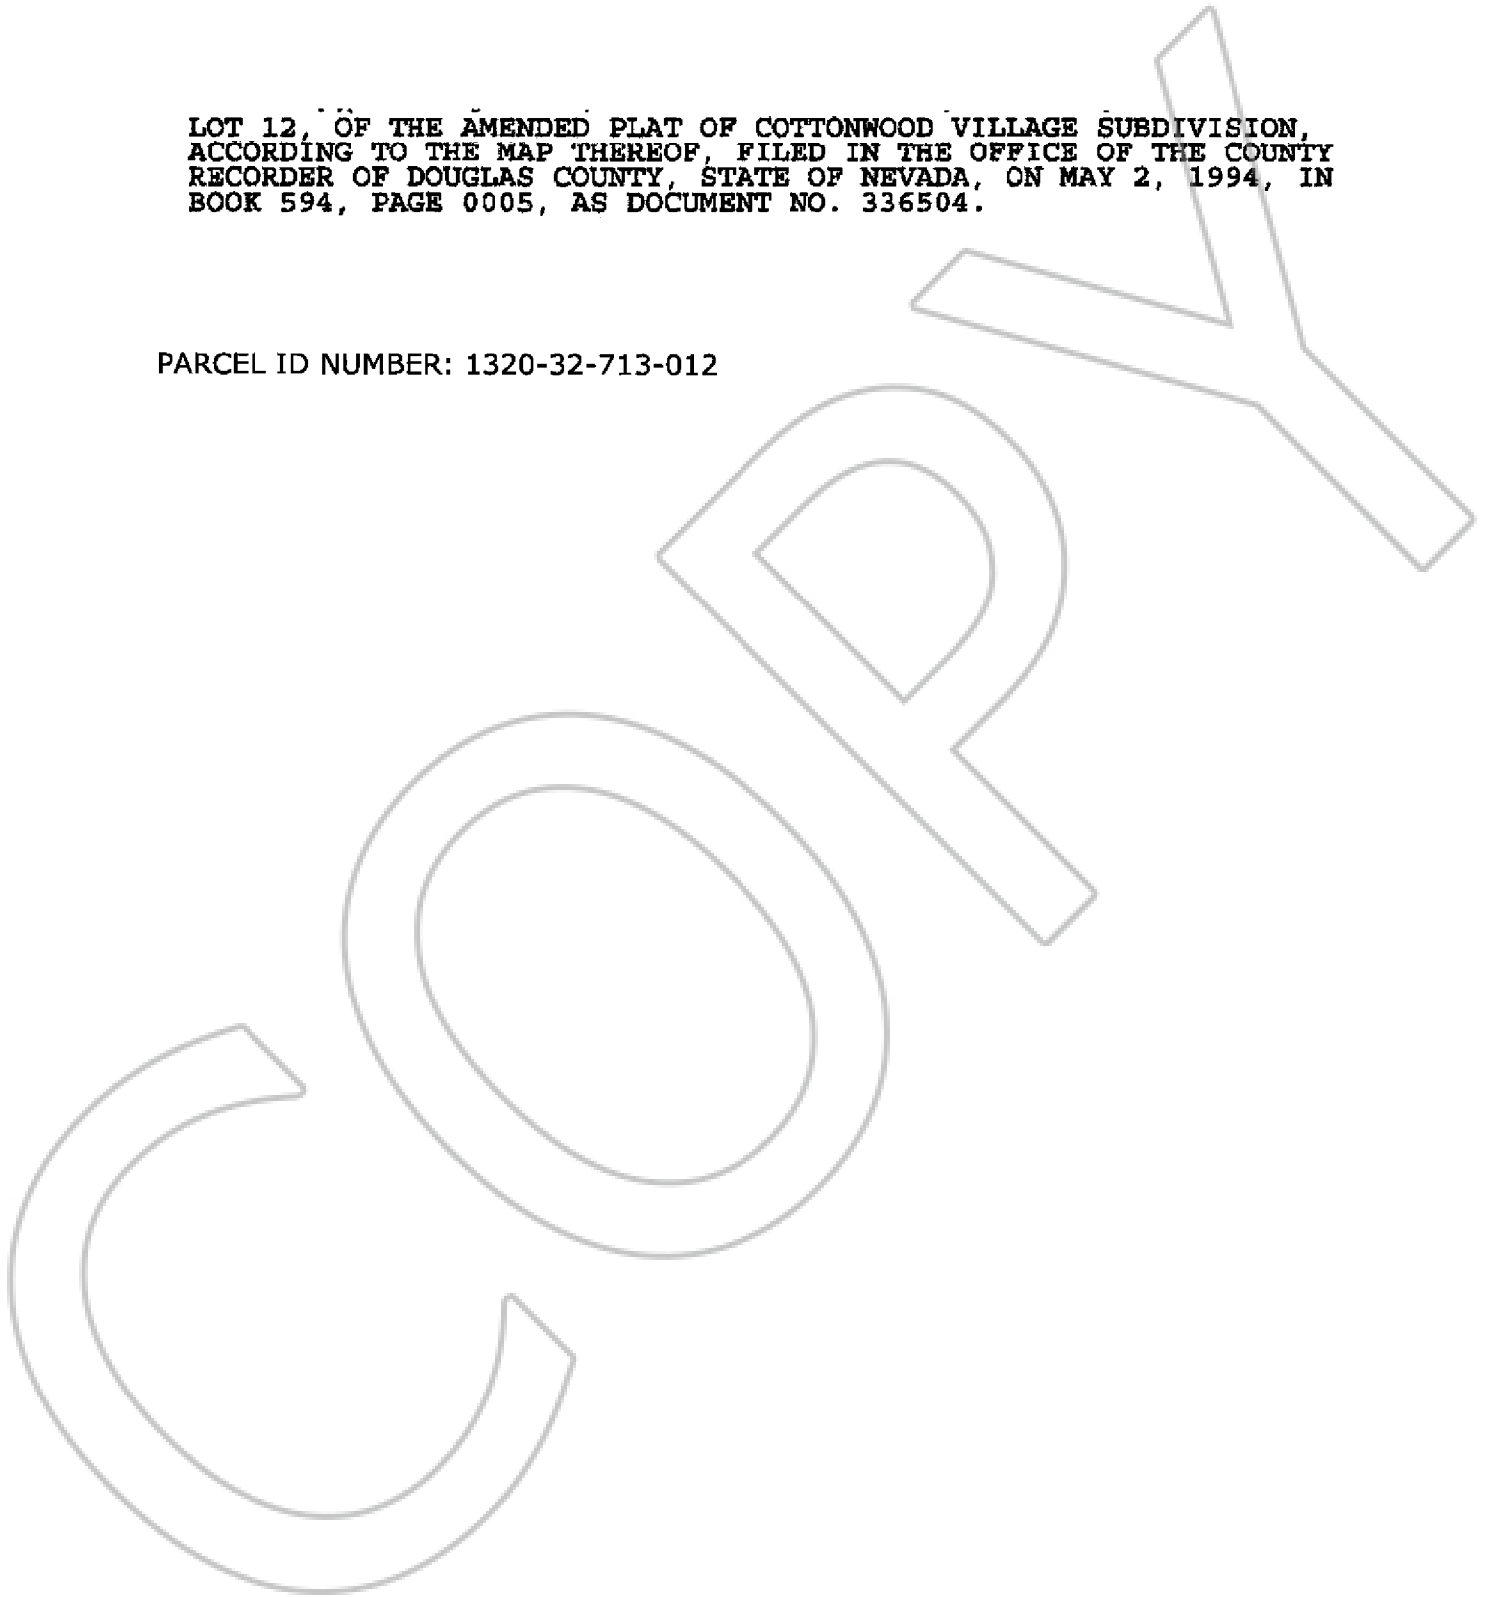 LOT 12, OF THE AMENDED PLAT OF COTTONWOOD VILLAGE SUBDIVISION,
ACCORDING TO THE MAP THEREOF, FILED IN THE OFFICE OF THE COUNTY
RECORDER OF DOUGLAS COUNTY, STATE OF NEVADA, ON MAY 2, 1994, IN
BOOK 594, PAGE 0005, AS DOCUMENT NO. 336504.
PARCEL ID NUMBER: 1320-32-713-012
COPY